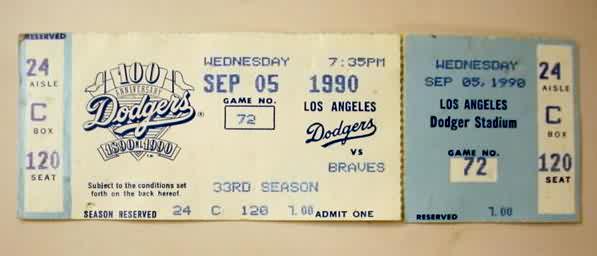 RESERVED
24
AISLE
C
BOX
120
SEAT
100
ANNIVERSARY
Dodgers
1890 1990
Subject to the conditions set
forth on the back hereof.
WEDNESDAY 7:35PM
SEP 05 1990
GAME NO.
72
LOS ANGELES
Dodgers
VS
BRAVES
33RD SEASON
SEASON RESERVED 24 C 120 7.00 ADMIT ONE
WEDNESDAY
SEP 05, 1990
LOS ANGELES
Dodger Stadium
GAME NO.
72
RESERVED 7.00
24
AISLE
C
BOX
120
SEAT